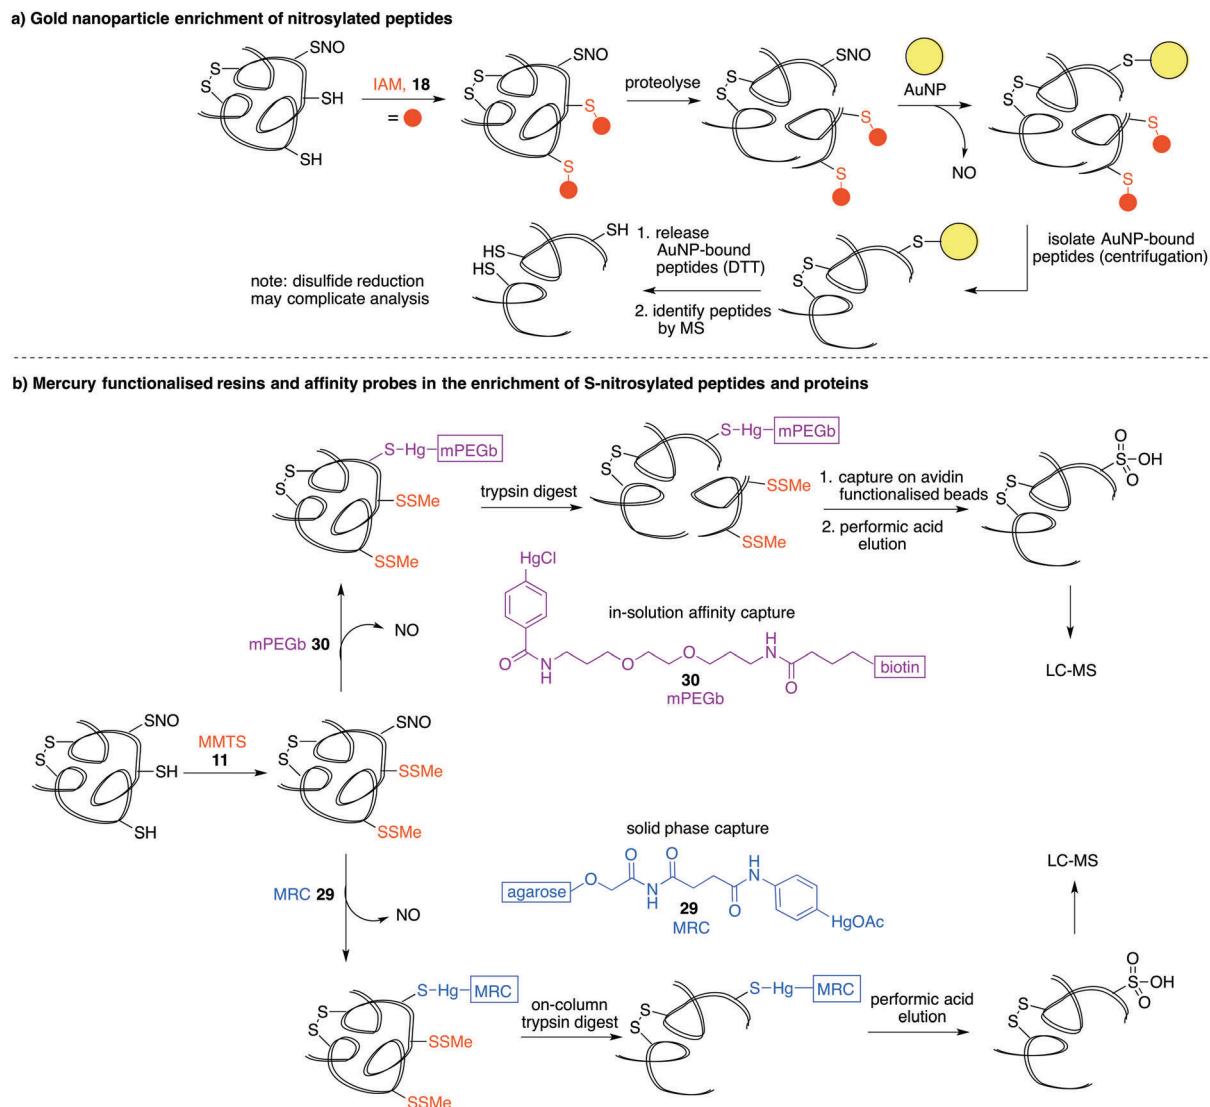 a) Gold nanoparticle enrichment of nitrosylated peptides
SNO
S
S
SH
SH
IAM, 18
=
SNO
S
S
S
S
proteolyse
SNO
S
S
S
S
AuNP
NO
S
S
S
S
S
isolate AuNP-bound
peptides (centrifugation)
S
S
S
1. release
AuNP-bound
peptides (DTT)
2. identify peptides
by MS
SH
HS
HS
note: disulfide reduction
may complicate analysis
b) Mercury functionalised resins and affinity probes in the enrichment of S-nitrosylated peptides and proteins
S-Hg-mPEGb
S
S
SSMe
SSMe
trypsin digest
S-Hg-mPEGb
S
S
SSMe
SSMe
1. capture on avidin
functionalised beads
2. performic acid
elution
O
S OH
O
S
S
LC-MS
mPEGb 30
NO
HgCl
in-solution affinity capture
O
N
H
O
O
H
N
O
biotin
30
mPEGb
SNO
S
S
SH
SH
MMTS
11
SNO
S
S
SSMe
SSMe
MRC 29
NO
solid phase capture
agarose
O
O
N
H
O
O
H
N
HgOAc
29
MRC
S-Hg-MRC
S
S
SSMe
SSMe
on-column
trypsin digest
S-Hg-MRC
S
S
performic acid
elution
O
S OH
O
S
S
LC-MS